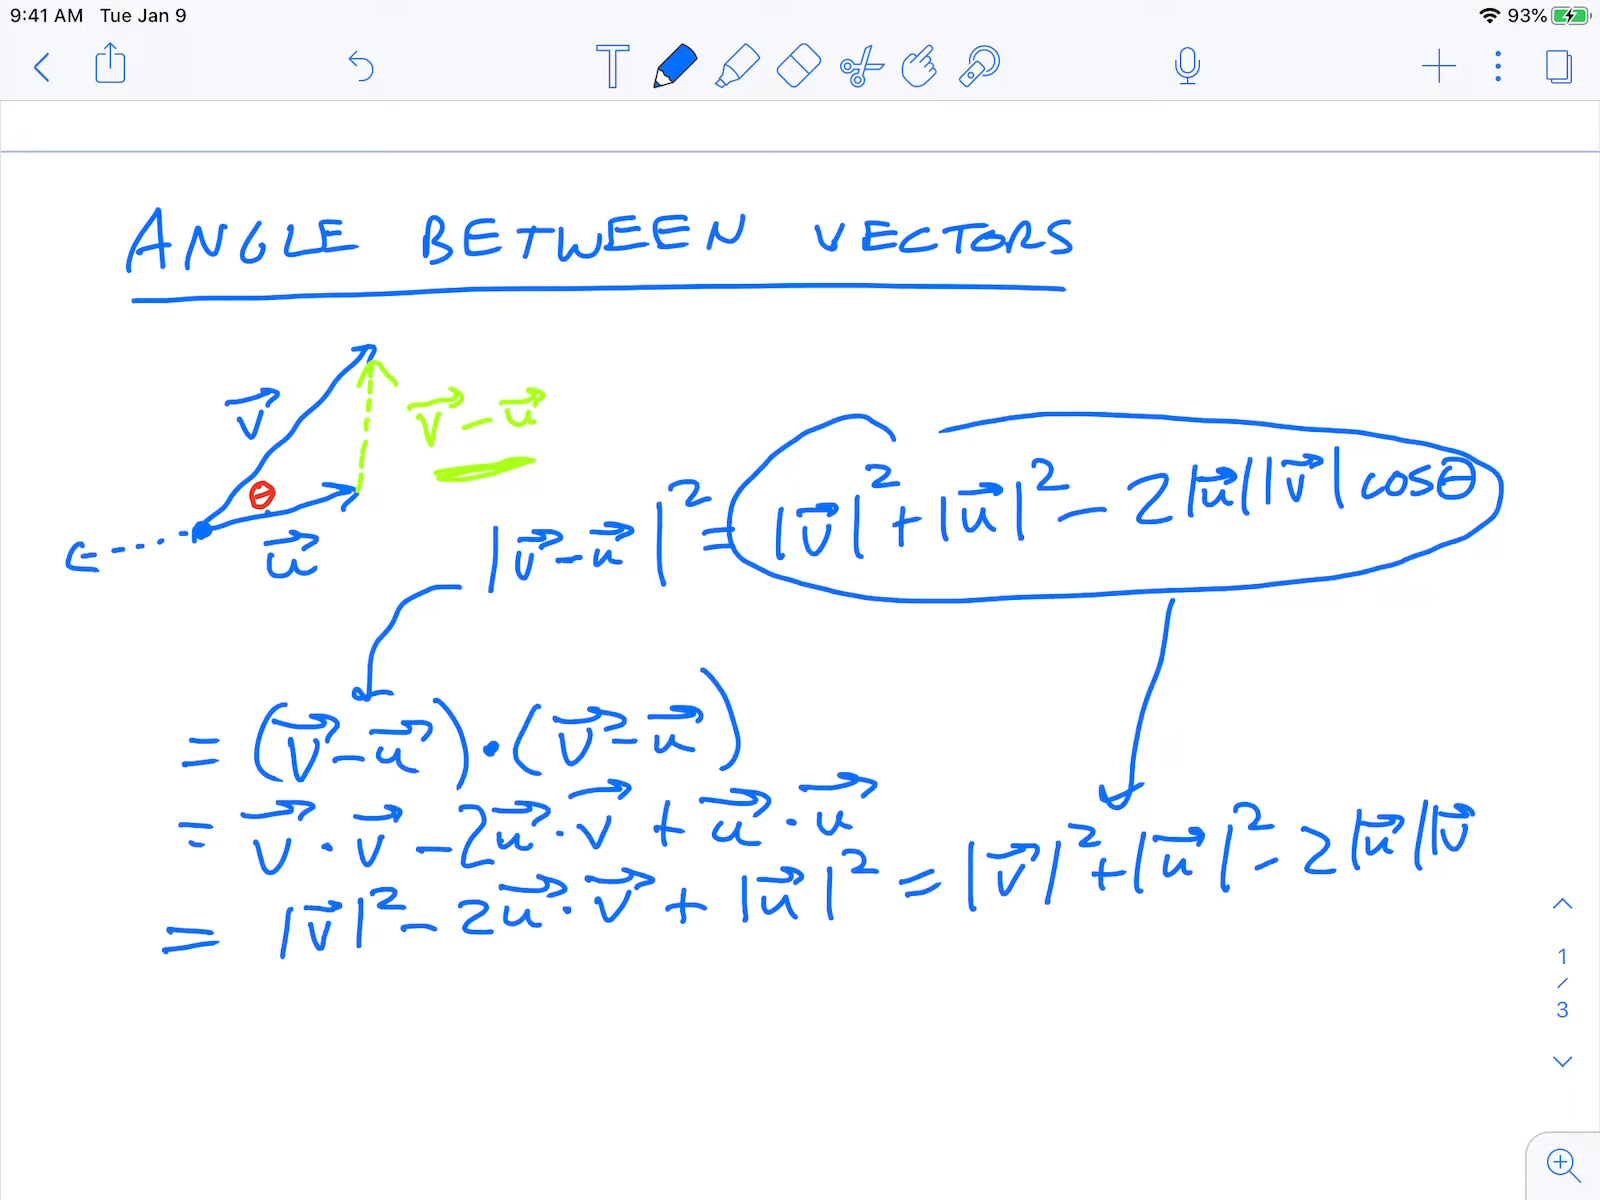 9:41 AM Tue Jan 9 93%
T
ANGLE BETWEEN VECTORS
v⃗
v⃗ - u⃗
θ
u⃗
|v⃗ - u⃗|² = |v⃗|² + |u⃗|² - 2|u⃗||v⃗| cosθ
= (v⃗ - u⃗) · (v⃗ - u⃗)
= v⃗ · v⃗ - 2u⃗ · v⃗ + u⃗ · u⃗
= |v⃗|² - 2u⃗ · v⃗ + |u⃗|² = |v⃗|² + |u⃗|² - 2|u⃗||v⃗
1
/
3